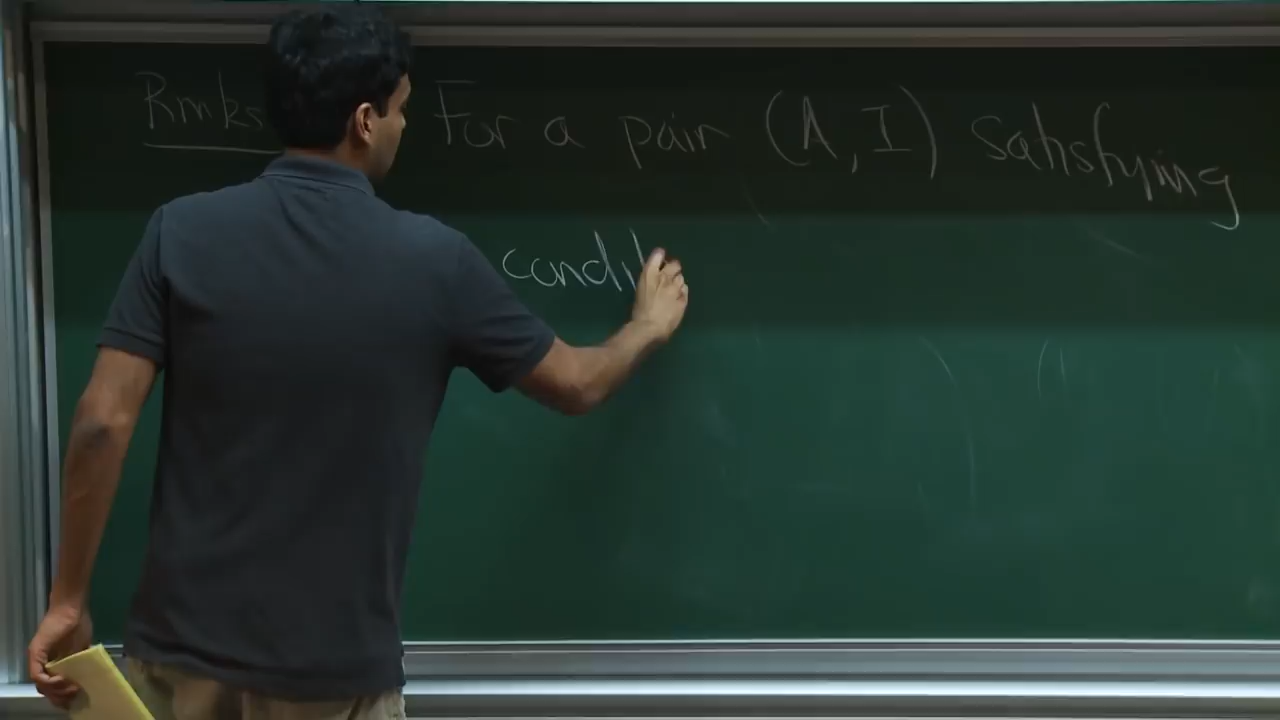 Rmks For a pair (A, I) satisfying
condi